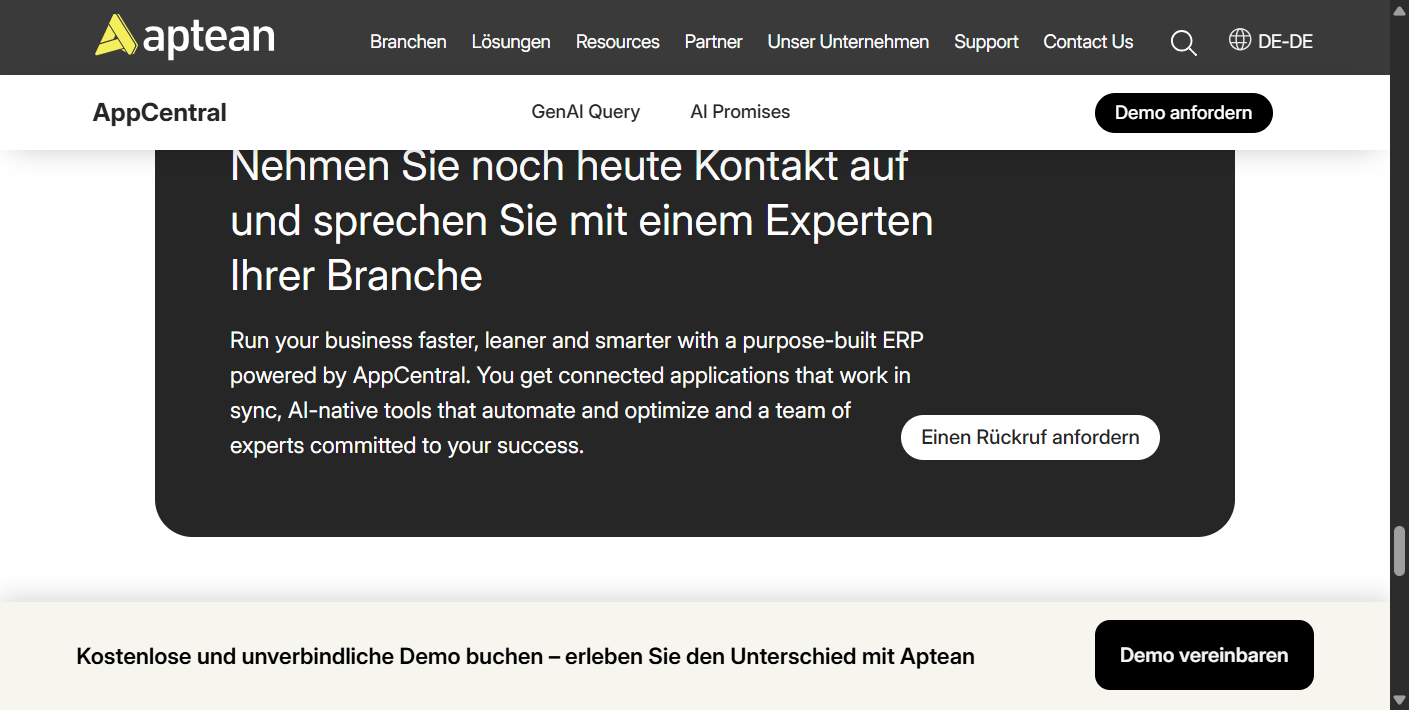 aptean
Branchen Lösungen Resources Partner Unser Unternehmen Support Contact Us DE-DE
AppCentral GenAI Query AI Promises Demo anfordern
Nehmen Sie noch heute Kontakt auf
und sprechen Sie mit einem Experten
Ihrer Branche
Run your business faster, leaner and smarter with a purpose-built ERP
powered by AppCentral. You get connected applications that work in
sync, AI-native tools that automate and optimize and a team of
experts committed to your success.
Einen Rückruf anfordern
Kostenlose und unverbindliche Demo buchen – erleben Sie den Unterschied mit Aptean
Demo vereinbaren